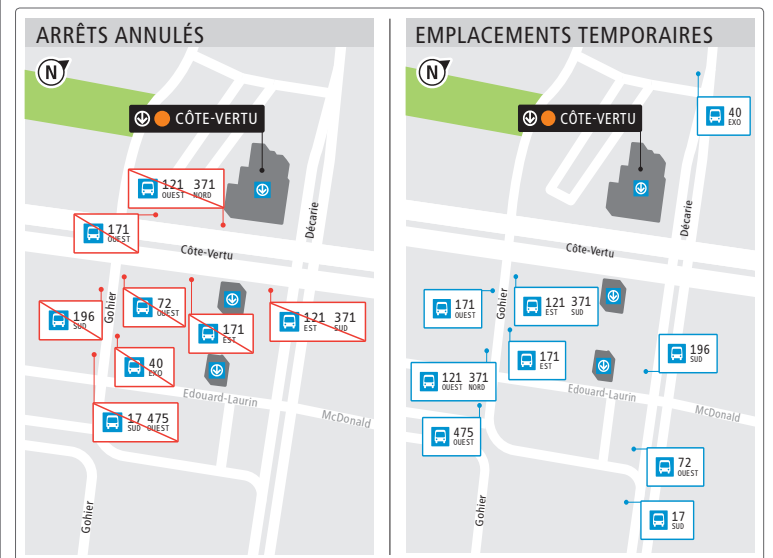 ARRÊTS ANNULÉS
N
CÔTE-VERTU
121 371
OUEST NORD
171
OUEST
Décarie
Côte-Vertu
Gohier
196
SUD
72
OUEST
171
EST
121 371
EST SUD
40
EXO
Edouard-Laurin
McDonald
17 475
SUD OUEST
Gohier
EMPLACEMENTS TEMPORAIRES
N
40
EXO
CÔTE-VERTU
Décarie
Côte-Vertu
Gohier
171
OUEST
121 371
EST SUD
171
EST
196
SUD
121 371
OUEST NORD
Edouard-Laurin
McDonald
475
OUEST
72
OUEST
17
SUD
Gohier